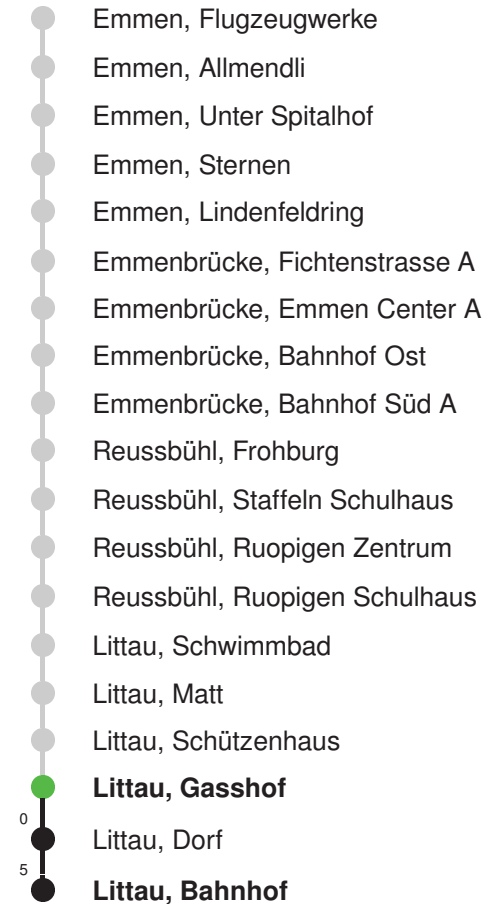 Emmen, Flugzeugwerke
Emmen, Allmendli
Emmen, Unter Spitalhof
Emmen, Sternen
Emmen, Lindenfeldring
Emmenbrücke, Fichtenstrasse A
Emmenbrücke, Emmen Center A
Emmenbrücke, Bahnhof Ost
Emmenbrücke, Bahnhof Süd A
Reussbühl, Frohburg
Reussbühl, Staffeln Schulhaus
Reussbühl, Ruopigen Zentrum
Reussbühl, Ruopigen Schulhaus
Littau, Schwimmbad
Littau, Matt
Littau, Schützenhaus
Littau, Gasshof
0
Littau, Dorf
5
Littau, Bahnhof